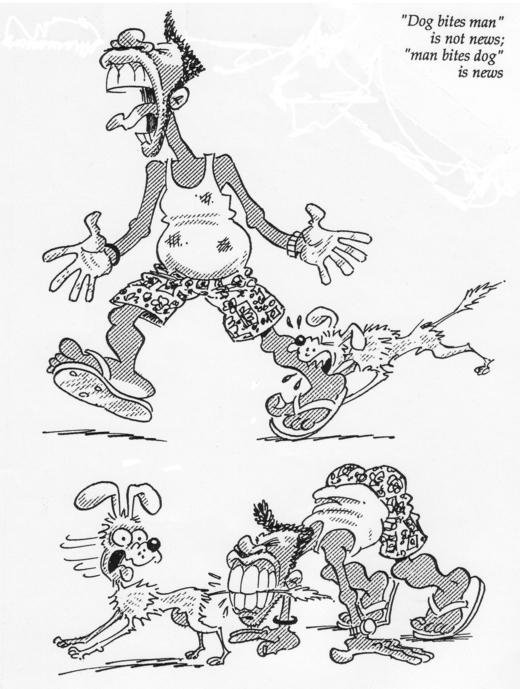 "Dog bites man"
is not news;
"man bites dog"
is news